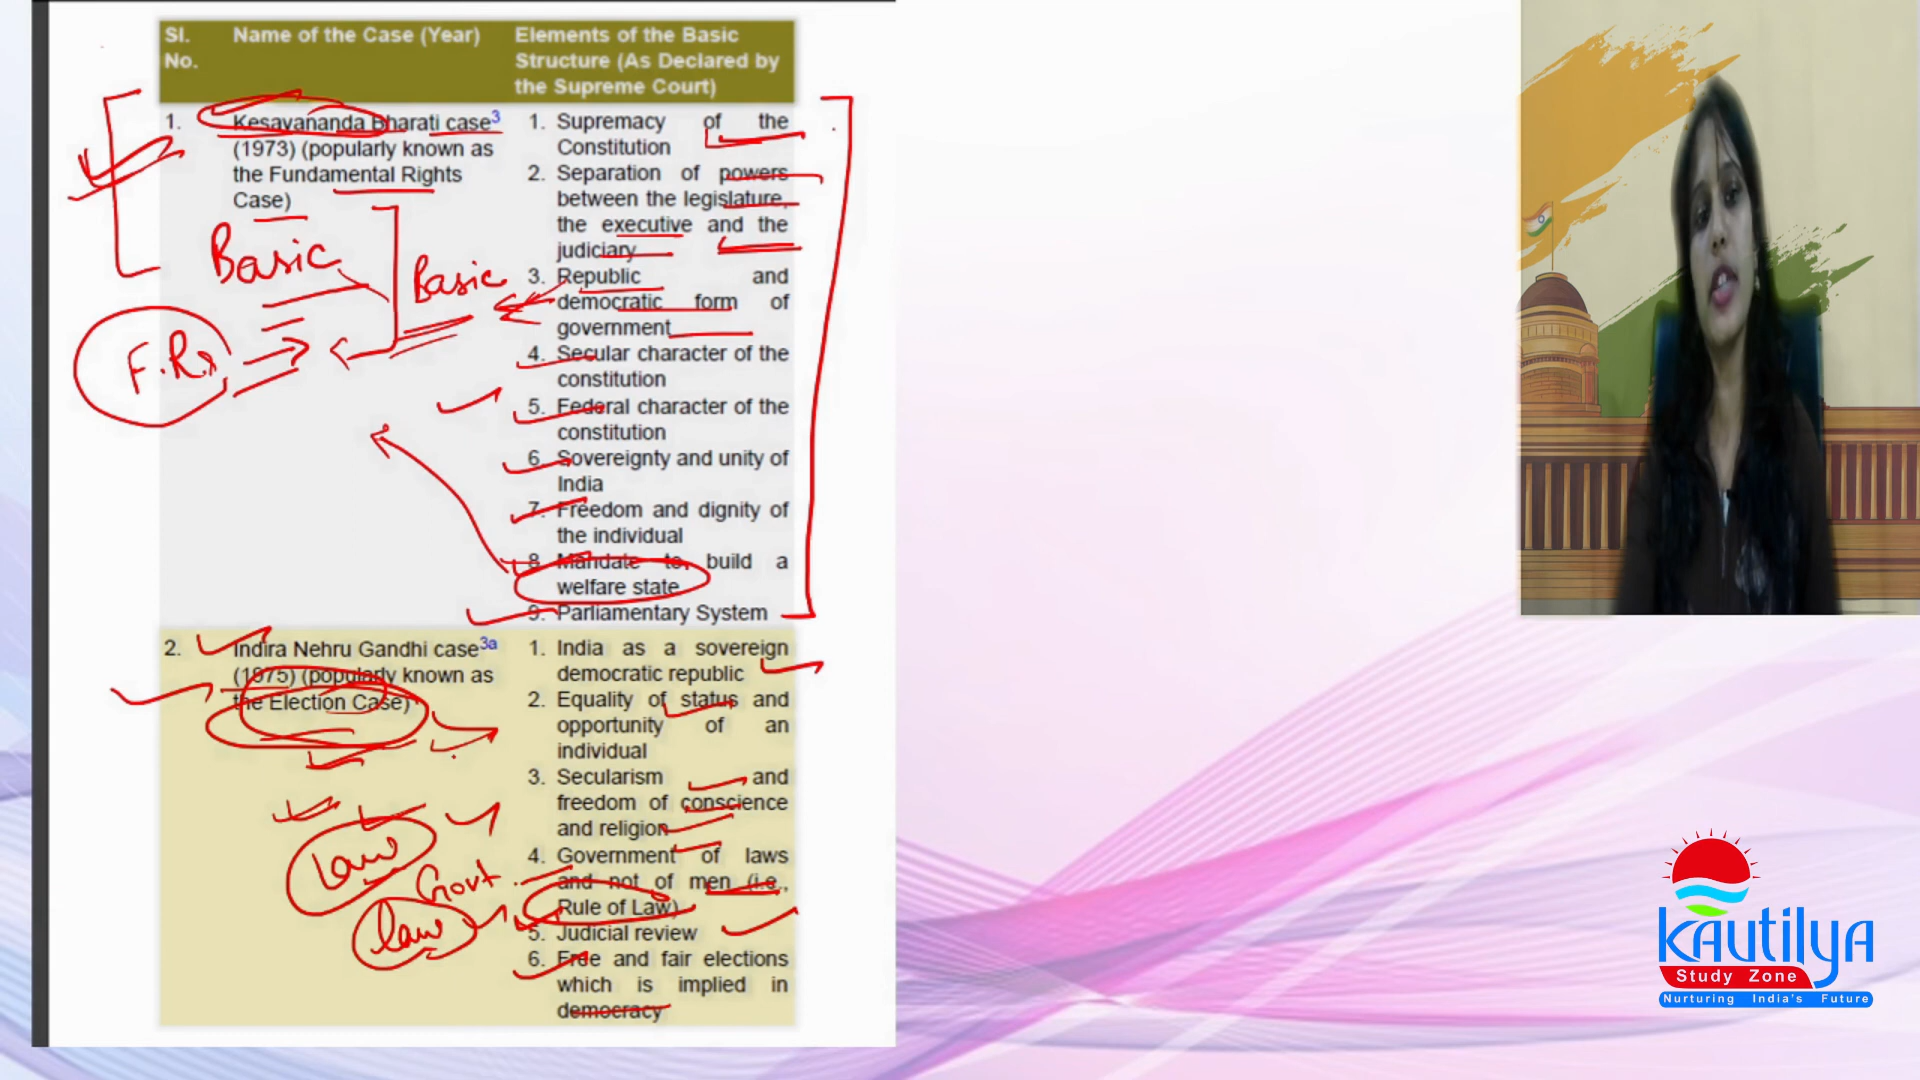 Sl. No.
Name of the Case (Year)
Elements of the Basic
Structure (As Declared by
the Supreme Court)
1.
Kesavananda Bharati case3
(1973) (popularly known as
the Fundamental Rights
Case)
Basic
Basic
F.Rs
1. Supremacy of the
Constitution
2. Separation of powers
between the legislature,
the executive and the
judiciary
3. Republic and
democratic form of
government
4. Secular character of the
constitution
5. Federal character of the
constitution
6. Sovereignty and unity of
India
7. Freedom and dignity of
the individual
8. Mandate to build a
welfare state
9. Parliamentary System
2.
Indira Nehru Gandhi case3a
(1975) (popularly known as
the Election Case)
Law
Govt
law
1. India as a sovereign
democratic republic
2. Equality of status and
opportunity of an
individual
3. Secularism and
freedom of conscience
and religion
4. Government of laws
and not of men (i.e.,
Rule of Law)
5. Judicial review
6. Free and fair elections
which is implied in
democracy
Kautilya
Study Zone
Nurturing India's Future